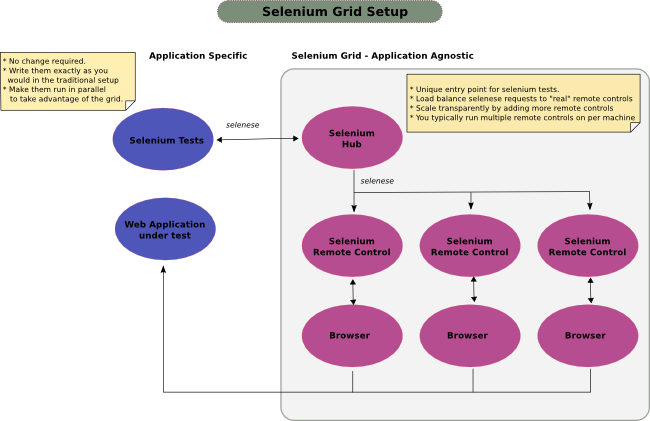 Selenium Grid Setup
Application Specific
Selenium Grid - Application Agnostic
* No change required.
* Write them exactly as you
would in the traditional setup
* Make them run in parallel
to take advantage of the grid.
* Unique entry point for selenium tests.
* Load balance selenese requests to "real" remote controls
* Scale transparently by adding more remote controls
* You typically run multiple remote controls on per machine
Selenium Tests
selenese
Selenium
Hub
selenese
Web Application
under test
Selenium
Remote Control
Selenium
Remote Control
Selenium
Remote Control
Browser
Browser
Browser